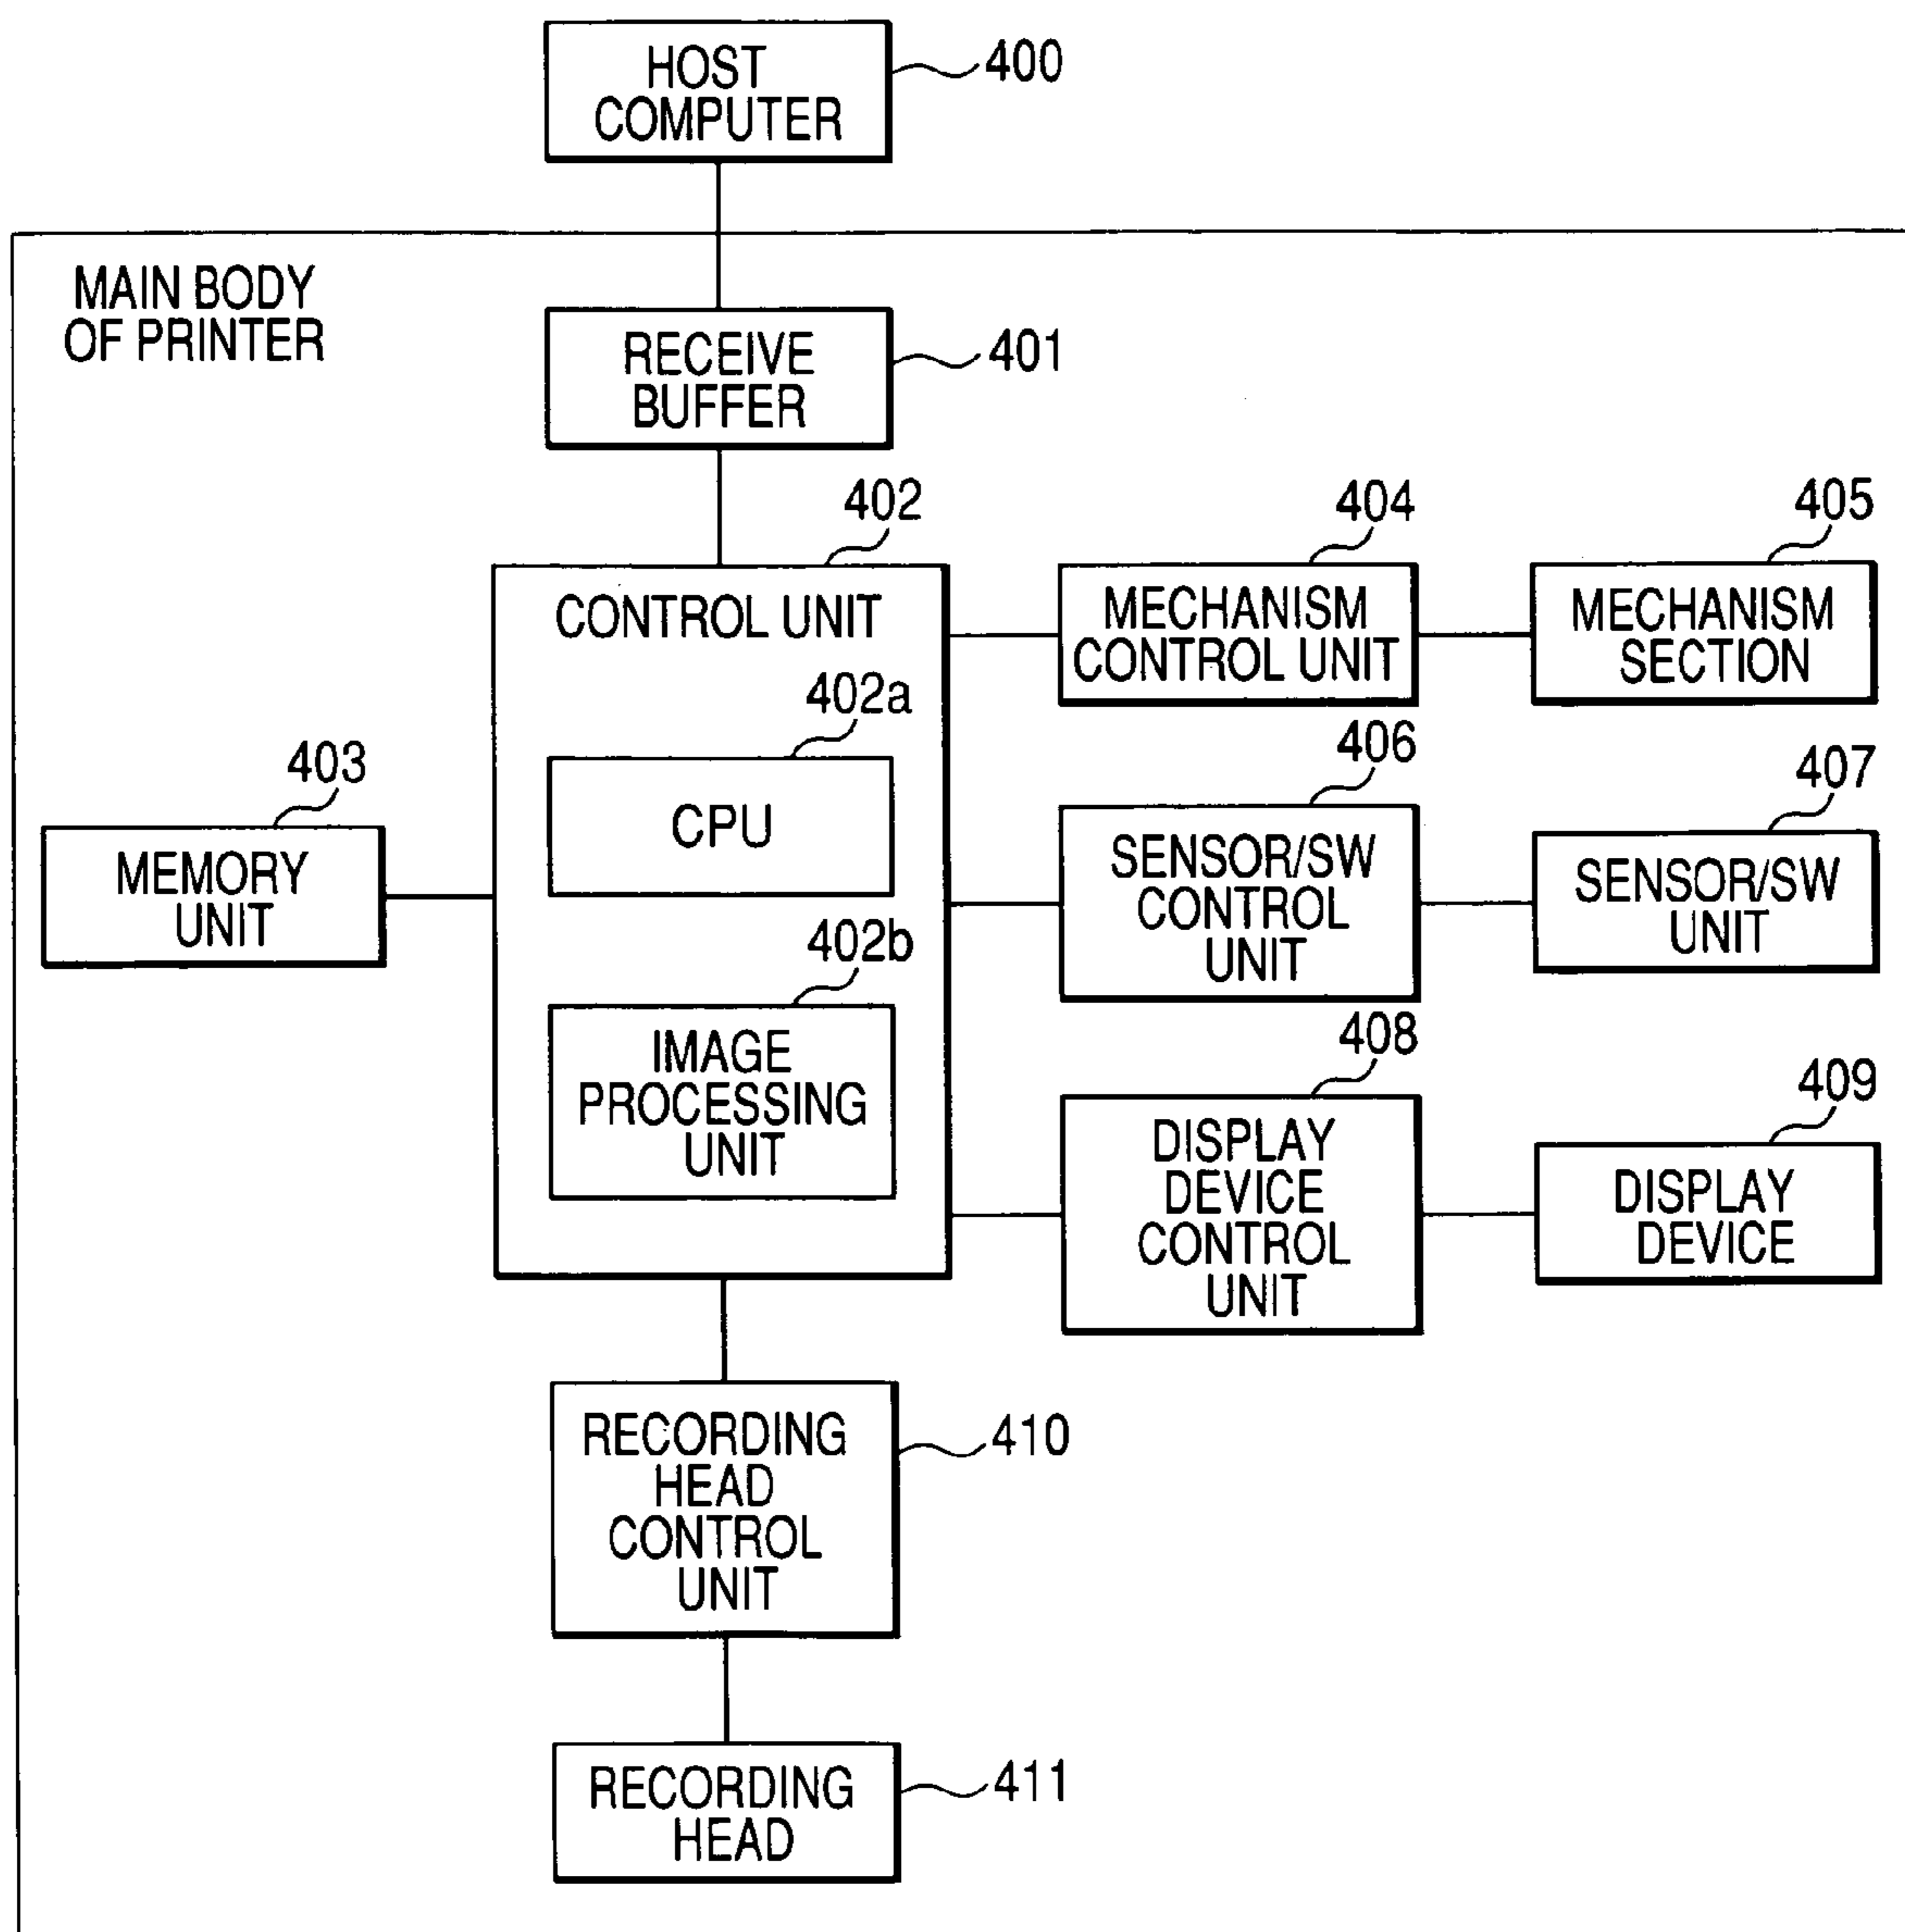 HOST
COMPUTER
400
MAIN BODY
OF PRINTER
RECEIVE
BUFFER
401
402
CONTROL UNIT
404
MECHANISM
CONTROL UNIT
405
MECHANISM
SECTION
402a
CPU
403
MEMORY
UNIT
406
SENSOR/SW
CONTROL
UNIT
407
SENSOR/SW
UNIT
402b
IMAGE
PROCESSING
UNIT
408
DISPLAY
DEVICE
CONTROL
UNIT
409
DISPLAY
DEVICE
RECORDING
HEAD
CONTROL
UNIT
410
RECORDING
HEAD
411